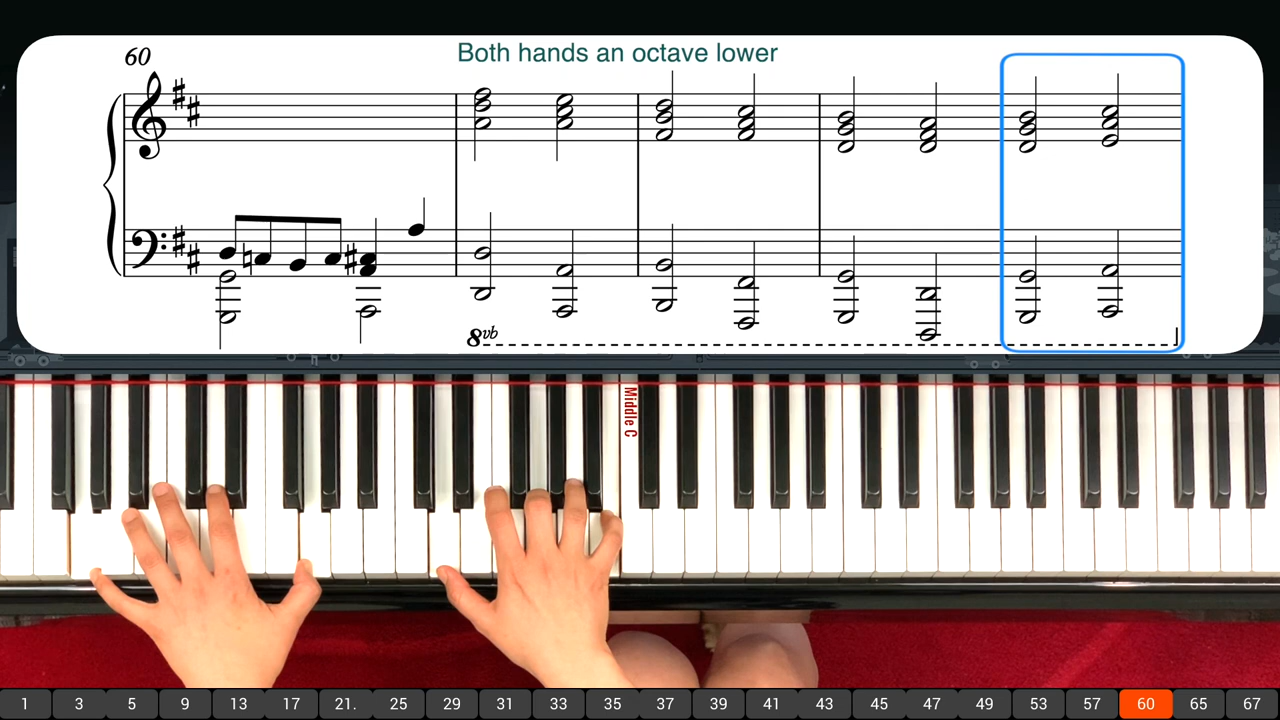 Both hands an octave lower
60
8vb
Middle C
1 3 5 9 13 17 21. 25 29 31 33 35 37 39 41 43 45 47 49 53 57 60 65 67